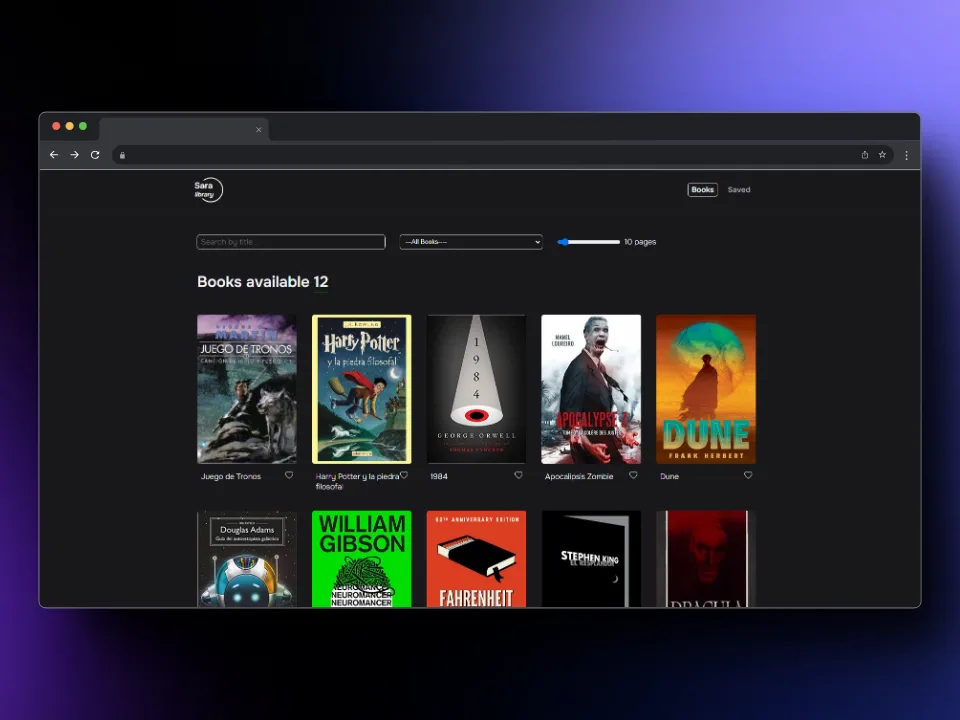 Sara
library
Books
Saved
Search by title...
---All Books----
10 pages
Books available 12
MARTIN
JUEGO DE TRONOS
Harry Potter
y la piedra filosofal
1
9
8
4
GEORGE ORWELL
MANEL
LOUREIRO
APOCALYPSE Z
DUNE
FRANK HERBERT
Juego de Tronos
Harry Potter y la piedra
filosofal
1984
Apocalipsis Zombie
Dune
Douglas Adams
Guía del autoestopista galáctico
WILLIAM
GIBSON
NEUROMANCER
NEUROMANCER
60TH ANNIVERSARY EDITION
FAHRENHEIT
STEPHEN KING
EL RESPLANDOR
DRACULA